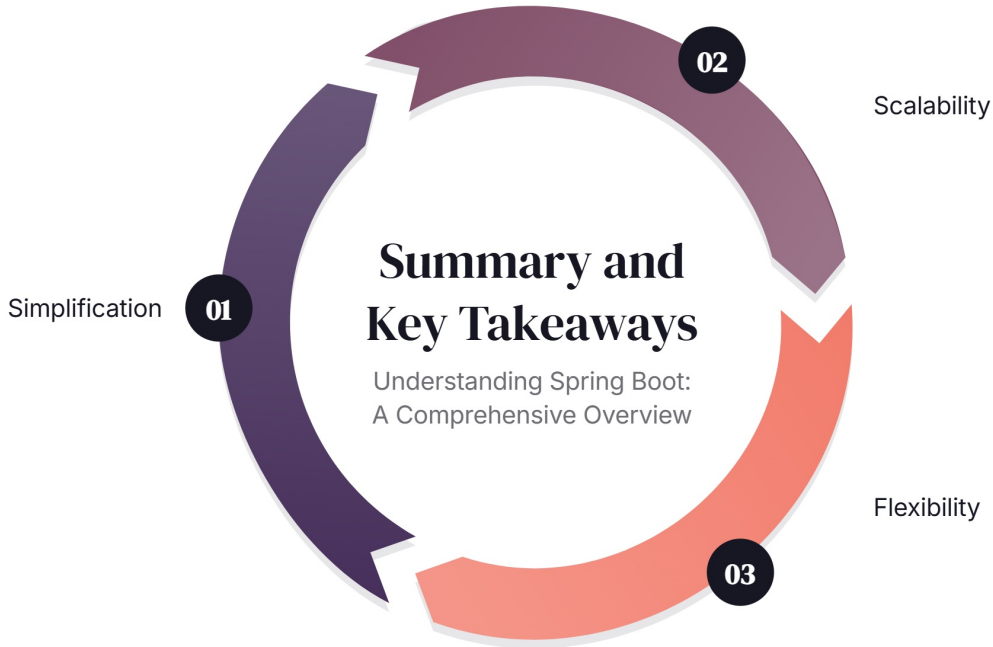 02
Scalability
Summary and
Key Takeaways
Simplification
01
Understanding Spring Boot:
A Comprehensive Overview
Flexibility
03